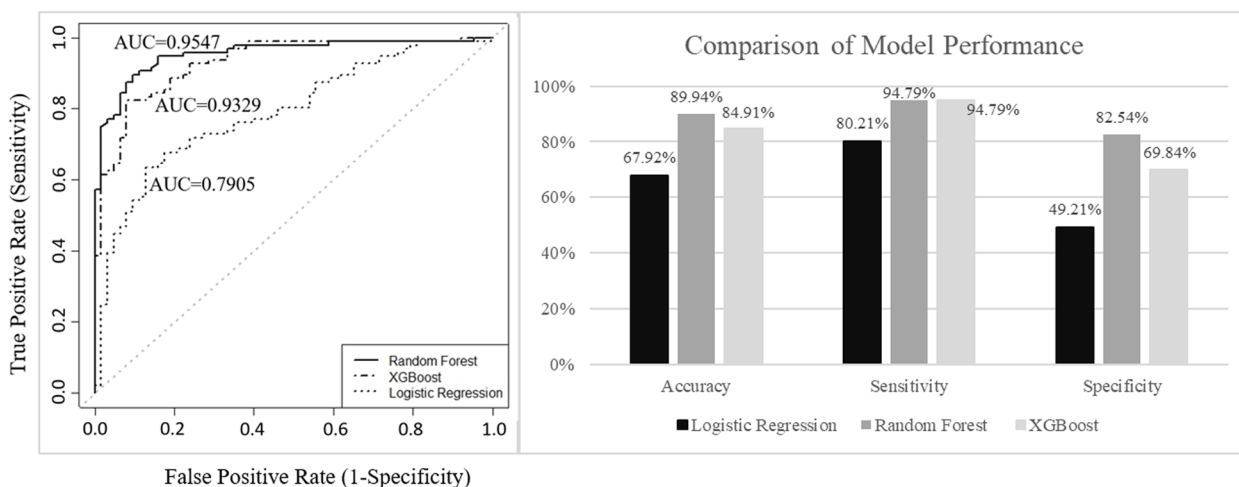 True Positive Rate (Sensitivity)
1.0
0.8
0.6
0.4
0.2
0.0
AUC=0.9547
AUC=0.9329
AUC=0.7905
Random Forest
XGBoost
Logistic Regression
0.0 0.2 0.4 0.6 0.8 1.0
False Positive Rate (1-Specificity)
Comparison of Model Performance
100%
80%
60%
40%
20%
0%
67.92% 89.94% 84.91%
80.21% 94.79% 94.79%
49.21% 82.54% 69.84%
Accuracy Sensitivity Specificity
Logistic Regression Random Forest XGBoost